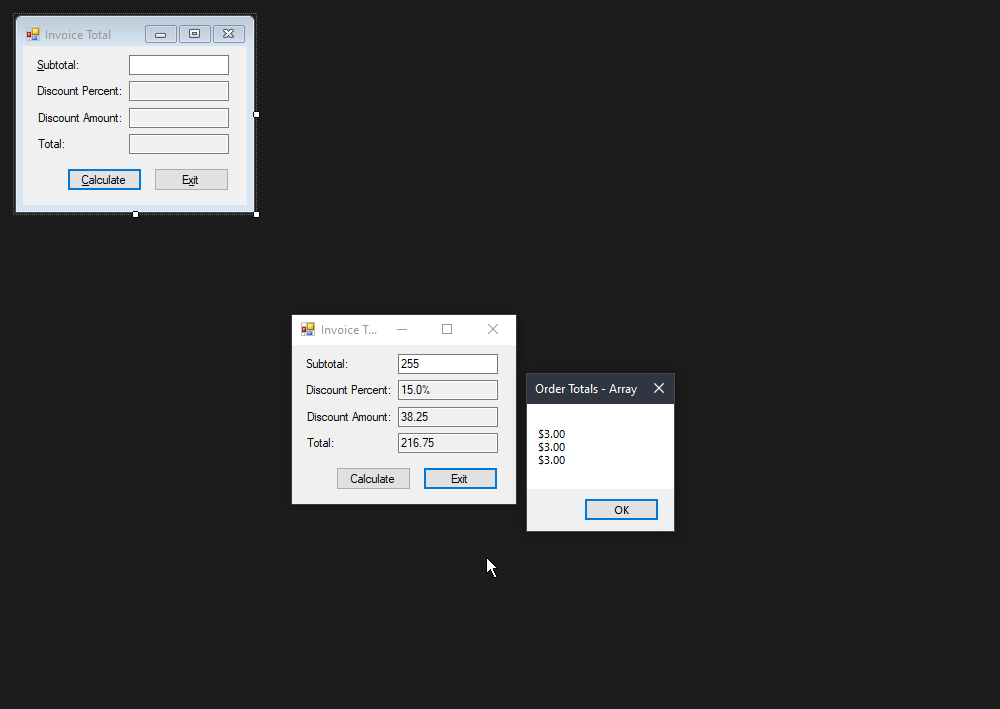 Invoice Total
Subtotal:
Discount Percent:
Discount Amount:
Total:
Calculate Exit
Invoice T...
Subtotal: 255
Discount Percent: 15.0%
Discount Amount: 38.25
Total: 216.75
Calculate Exit
Order Totals - Array
$3.00
$3.00
$3.00
OK